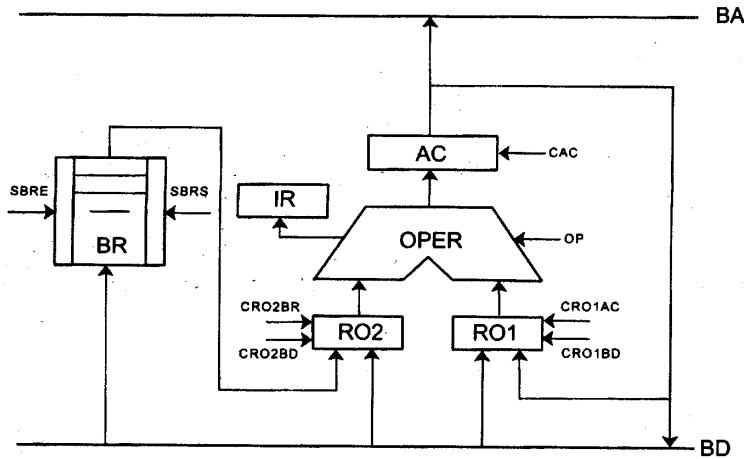 BA
AC
CAC
SBRE
SBRS
IR
BR
OPER
OP
CRO2BR
CRO1AC
RO2
RO1
CRO2BD
CRO1BD
BD